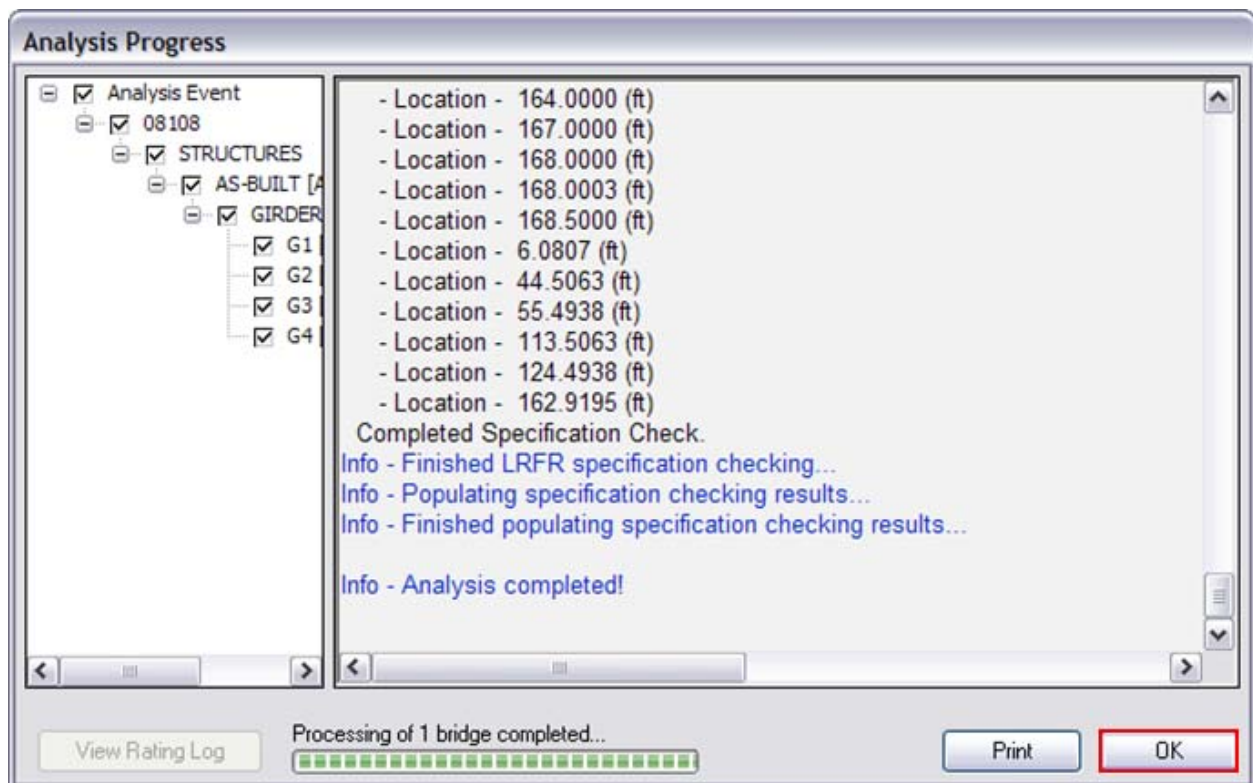 Analysis Progress
Analysis Event
08108
STRUCTURES
AS-BUILT [A
GIRDER
G1 [
G2 [
G3 [
G4 [
- Location - 164.0000 (ft)
- Location - 167.0000 (ft)
- Location - 168.0000 (ft)
- Location - 168.0003 (ft)
- Location - 168.5000 (ft)
- Location - 6.0807 (ft)
- Location - 44.5063 (ft)
- Location - 55.4938 (ft)
- Location - 113.5063 (ft)
- Location - 124.4938 (ft)
- Location - 162.9195 (ft)
Completed Specification Check.
Info - Finished LRFR specification checking...
Info - Populating specification checking results...
Info - Finished populating specification checking results...
Info - Analysis completed!
View Rating Log
Processing of 1 bridge completed...
Print
OK